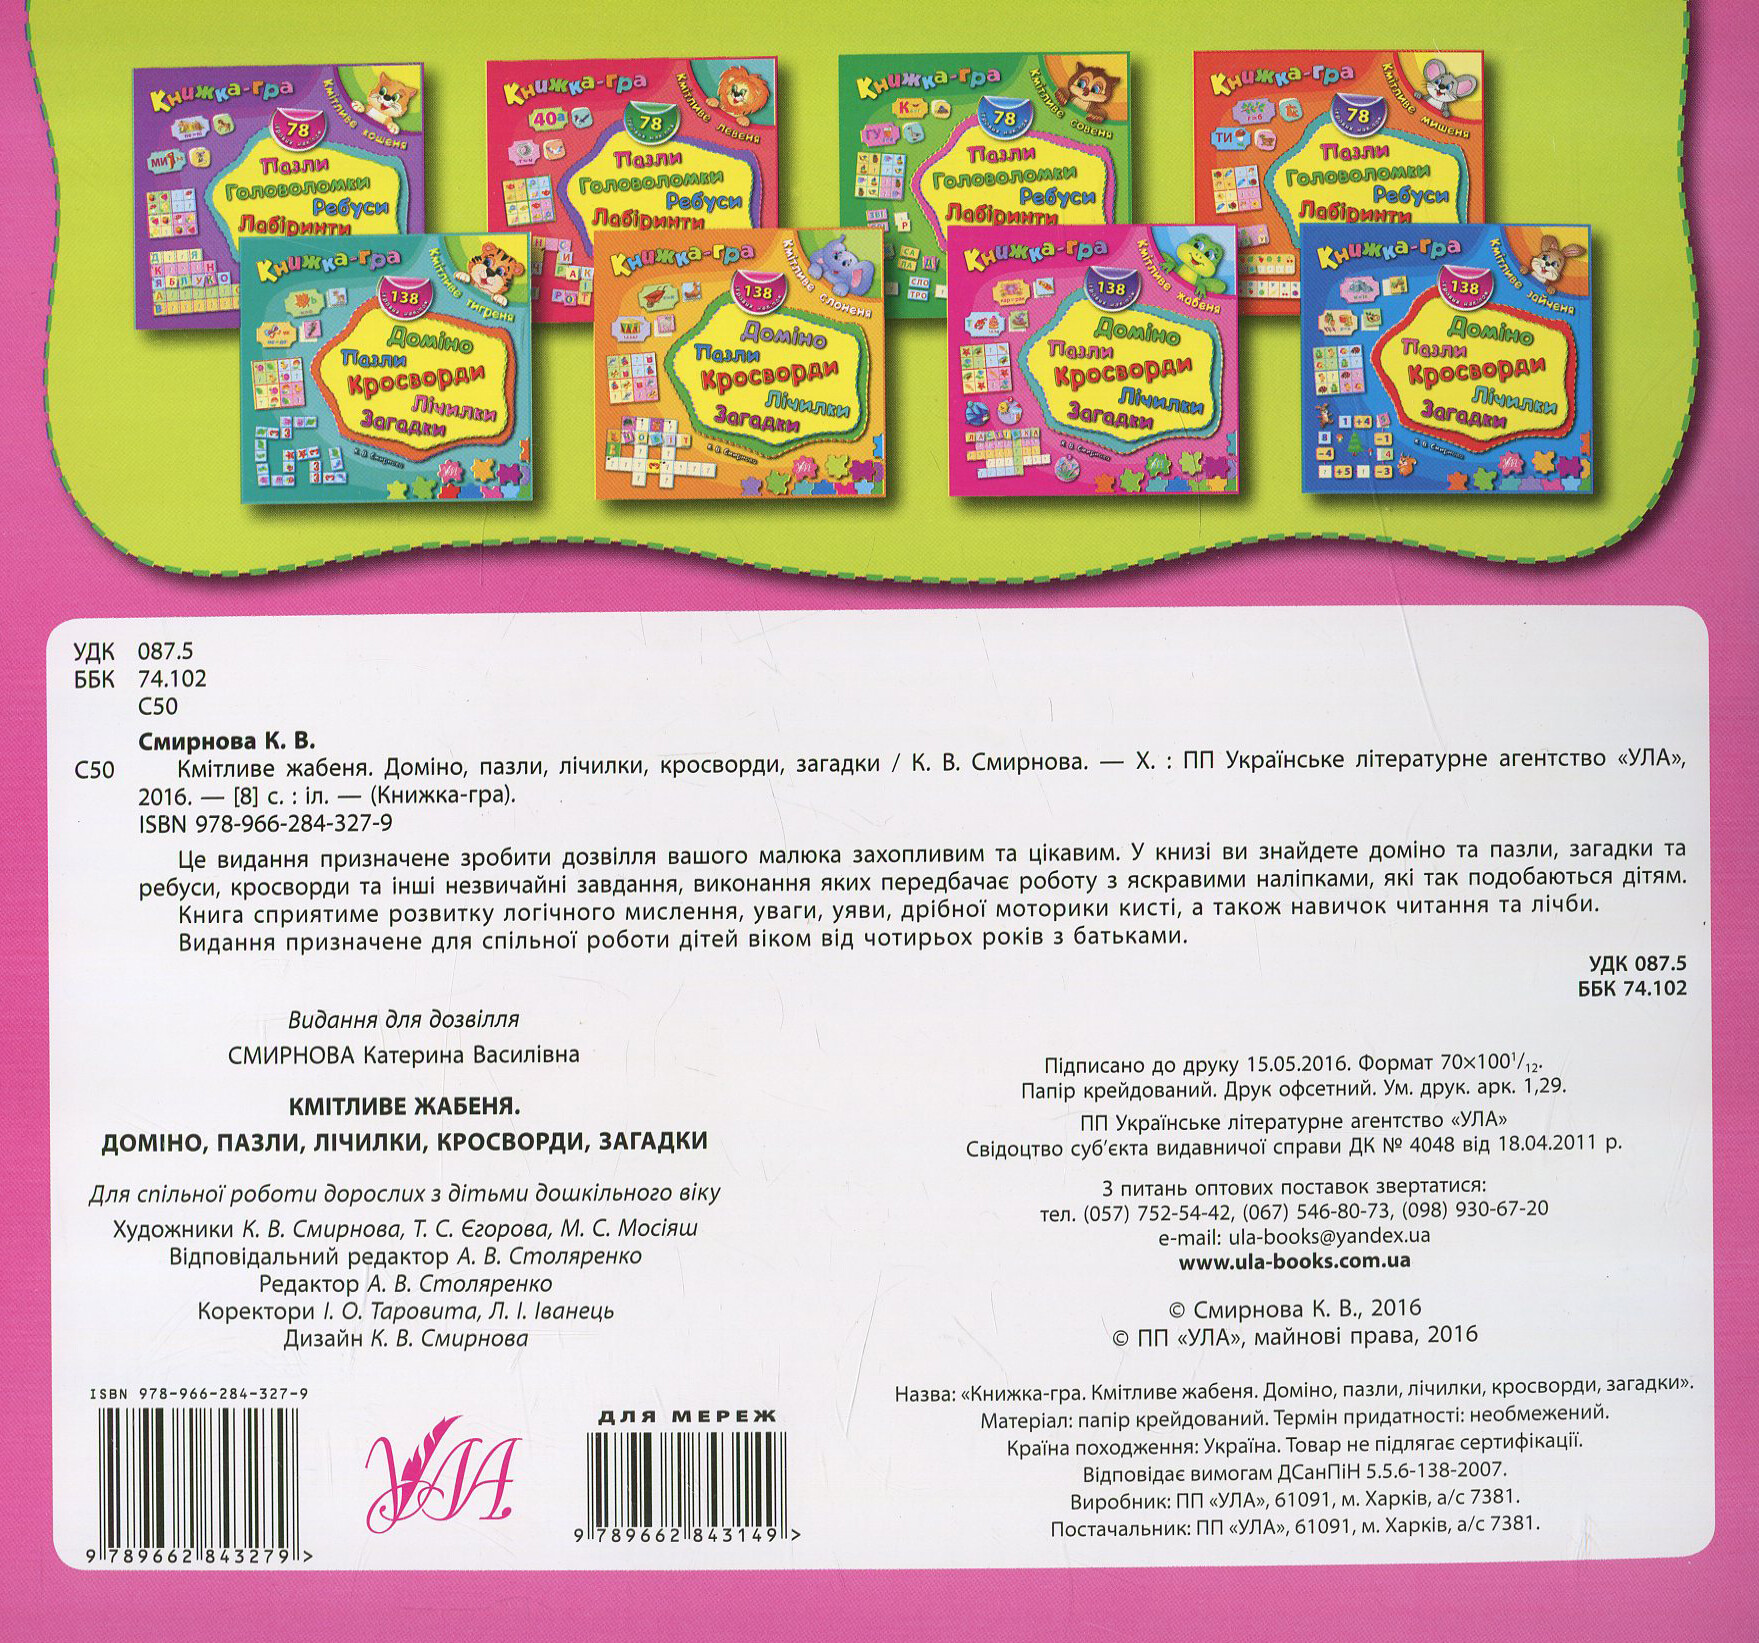 Книжка-гра
Кмітливе кошеня
78
Пазли
Головоломки
Ребуси
Лабіринти
Книжка-гра
Кмітливе левеня
40а
78
Пазли
Головоломки
Ребуси
Лабіринти
Книжка-гра
Кмітливе совеня
78
Пазли
Головоломки
Ребуси
Лабіринти
Книжка-гра
Кмітливе мишеня
78
Пазли
Головоломки
Ребуси
Лабіринти
Книжка-гра
Кмітливе тигреня
138
Доміно
Пазли
Кросворди
Лічилки
Загадки
К. В. Смирнова
Книжка-гра
Кмітливе слоненя
138
Доміно
Пазли
Кросворди
Лічилки
Загадки
К. В. Смирнова
Книжка-гра
Кмітливе жабеня
138
Доміно
Пазли
Кросворди
Лічилки
Загадки
К. В. Смирнова
Книжка-гра
Кмітливе зайченя
138
Доміно
Пазли
Кросворди
Лічилки
Загадки
К. В. Смирнова
УДК 087.5
ББК 74.102
С50
Смирнова К. В.
С50 Кмітливе жабеня. Доміно, пазли, лічилки, кросворди, загадки / К. В. Смирнова. — Х. : ПП Українське літературне агентство «УЛА»,
2016. — [8] с. : іл. — (Книжка-гра).
ISBN 978-966-284-327-9
Це видання призначене зробити дозвілля вашого малюка захопливим та цікавим. У книзі ви знайдете доміно та пазли, загадки та
ребуси, кросворди та інші незвичайні завдання, виконання яких передбачає роботу з яскравими наліпками, які так подобаються дітям.
Книга сприятиме розвитку логічного мислення, уваги, уяви, дрібної моторики кисті, а також навичок читання та лічби.
Видання призначене для спільної роботи дітей віком від чотирьох років з батьками.
УДК 087.5
ББК 74.102
Видання для дозвілля
СМИРНОВА Катерина Василівна
КМІТЛИВЕ ЖАБЕНЯ.
ДОМІНО, ПАЗЛИ, ЛІЧИЛКИ, КРОСВОРДИ, ЗАГАДКИ
Для спільної роботи дорослих з дітьми дошкільного віку
Художники К. В. Смирнова, Т. С. Єгорова, М. С. Мосіяш
Відповідальний редактор А. В. Столяренко
Редактор А. В. Столяренко
Коректори І. О. Таровита, Л. І. Іванець
Дизайн К. В. Смирнова
Підписано до друку 15.05.2016. Формат 70×100¹/₁₂.
Папір крейдований. Друк офсетний. Ум. друк. арк. 1,29.
ПП Українське літературне агентство «УЛА»
Свідоцтво суб'єкта видавничої справи ДК № 4048 від 18.04.2011 р.
З питань оптових поставок звертатися:
тел. (057) 752-54-42, (067) 546-80-73, (098) 930-67-20
e-mail: ula-books@yandex.ua
www.ula-books.com.ua
© Смирнова К. В., 2016
© ПП «УЛА», майнові права, 2016
Назва: «Книжка-гра. Кмітливе жабеня. Доміно, пазли, лічилки, кросворди, загадки».
Матеріал: папір крейдований. Термін придатності: необмежений.
Країна походження: Україна. Товар не підлягає сертифікації.
Відповідає вимогам ДСанПіН 5.5.6-138-2007.
Виробник: ПП «УЛА», 61091, м. Харків, а/с 7381.
Постачальник: ПП «УЛА», 61091, м. Харків, а/с 7381.
ISBN 978-966-284-327-9
9 789662 843279 >
УЛА
ДЛЯ МЕРЕЖ
9 789662 843149 >